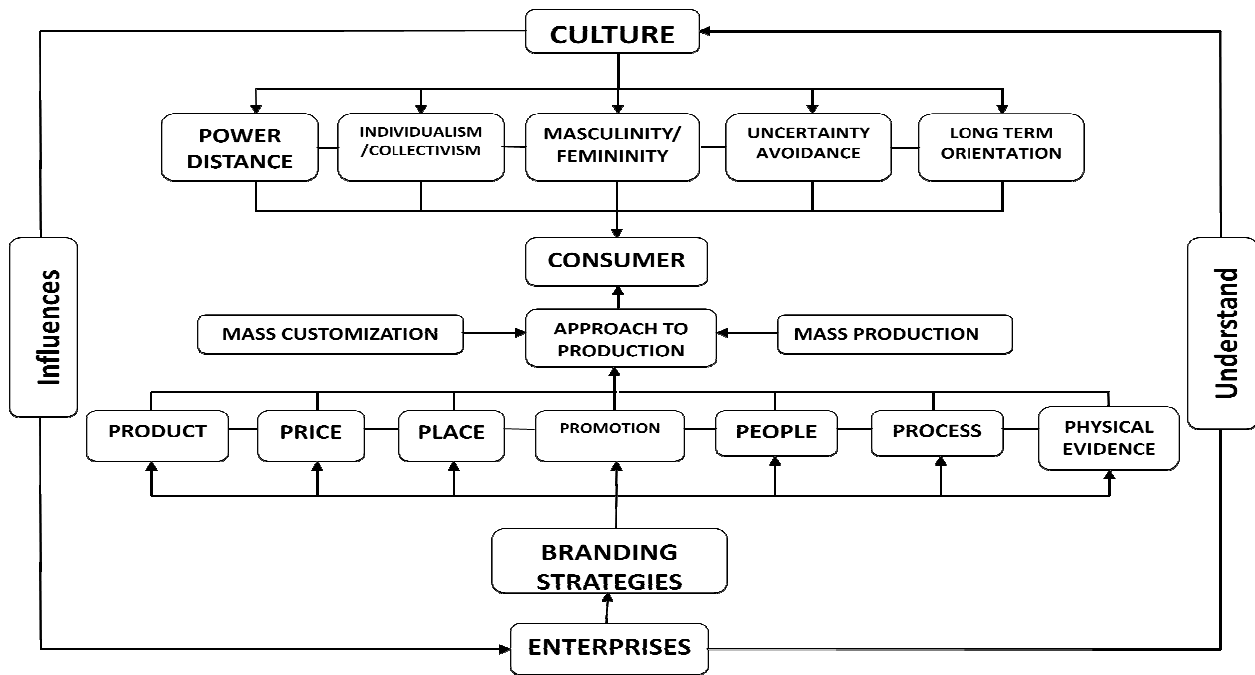 CULTURE
POWER
DISTANCE
INDIVIDUALISM
/COLLECTIVISM
MASCULINITY/
FEMININITY
UNCERTAINTY
AVOIDANCE
LONG TERM
ORIENTATION
Influences
Understand
CONSUMER
MASS CUSTOMIZATION
APPROACH TO
PRODUCTION
MASS PRODUCTION
PRODUCT
PRICE
PLACE
PROMOTION
PEOPLE
PROCESS
PHYSICAL
EVIDENCE
BRANDING
STRATEGIES
ENTERPRISES